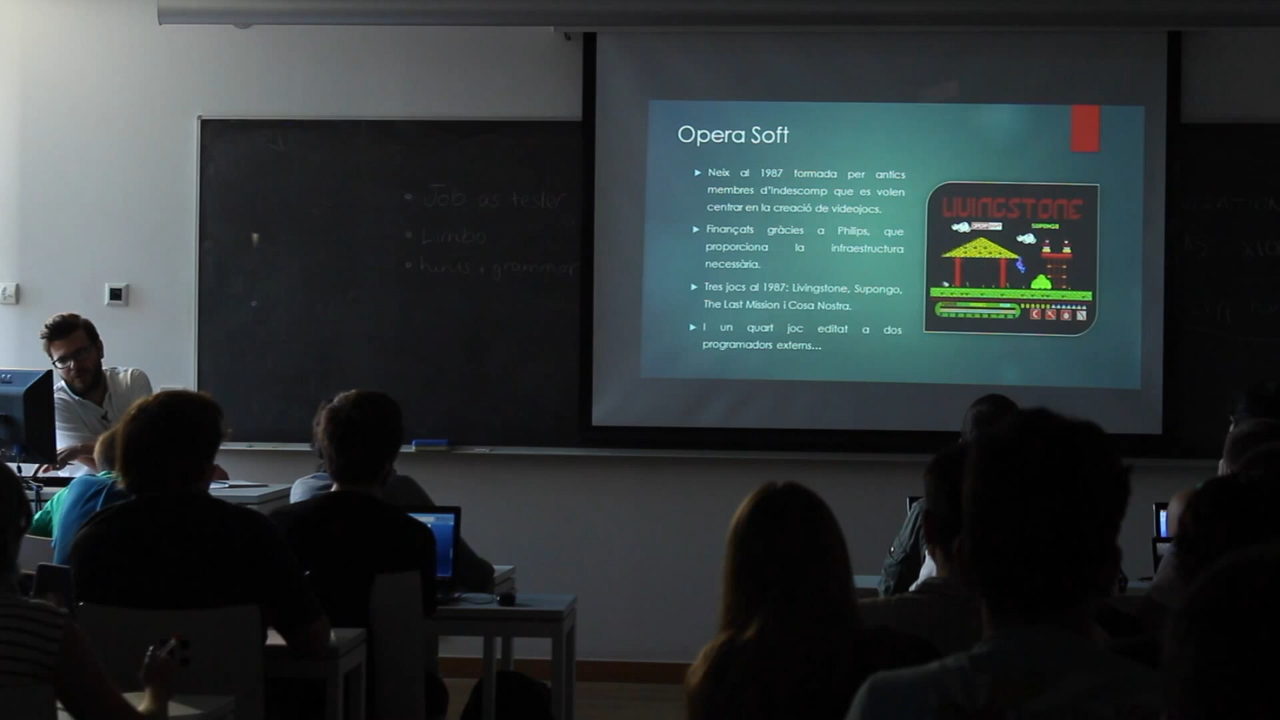 Opera Soft
Neix al 1987 formada per antics
membres d'Indescomp que es volen
centrar en la creació de videojocs.
Finançats gràcies a Philips, que
proporciona la infraestructura
necessària.
Tres jocs al 1987: Livingstone, Supongo,
The Last Mission i Cosa Nostra.
I un quart joc editat a dos
programadors externs...
LIVINGSTONE
SUPONGO
Job as tester
Limbo